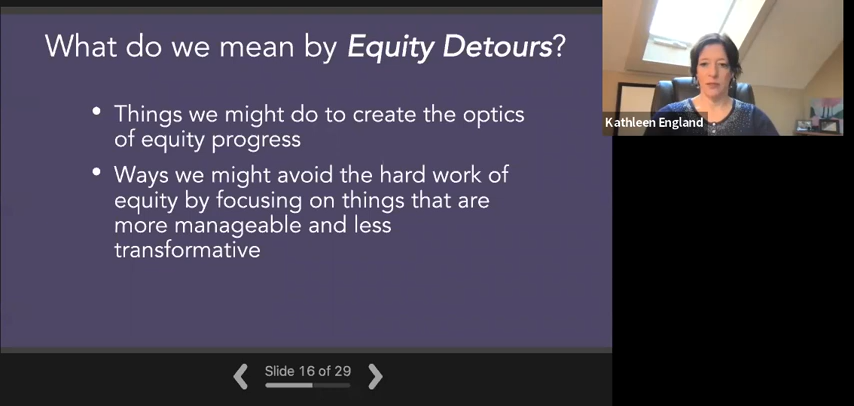 What do we mean by Equity Detours?
• Things we might do to create the optics
of equity progress
• Ways we might avoid the hard work of
equity by focusing on things that are
more manageable and less
transformative
Kathleen England
Slide 16 of 29